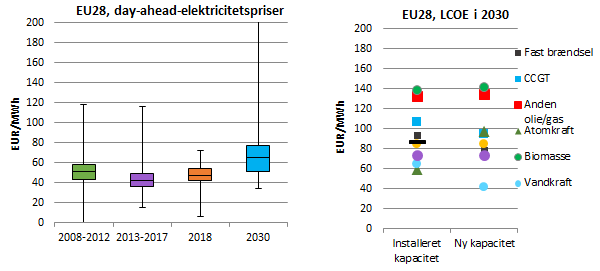 EU28, day-ahead-elektricitetspriser
EUR/MWh
200
180
160
140
120
100
80
60
40
20
0
2008-2012
2013-2017
2018
2030
EU28, LCOE i 2030
EUR/MWh
200
180
160
140
120
100
80
60
40
20
0
Installeret
kapacitet
Ny kapacitet
Fast brændsel
CCGT
Anden
olie/gas
Atomkraft
Biomasse
Vandkraft